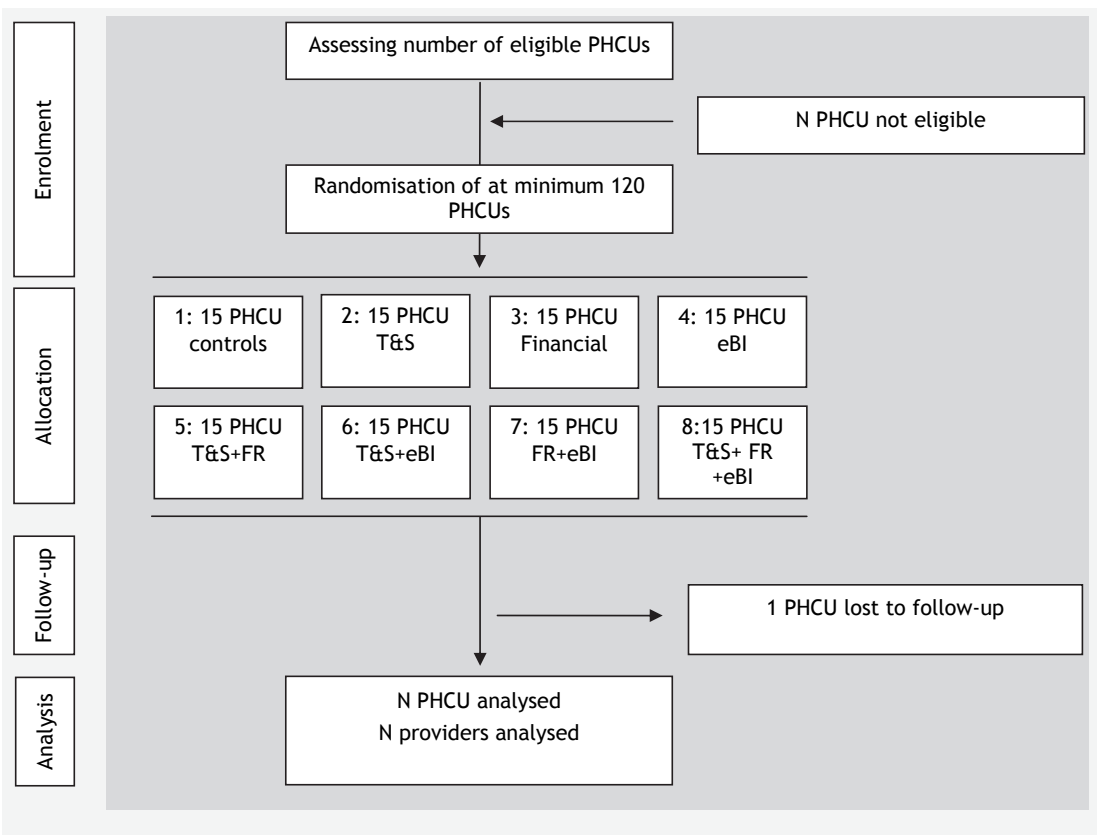 Enrolment
Assessing number of eligible PHCUs
N PHCU not eligible
Randomisation of at minimum 120
PHCUs
Allocation
1: 15 PHCU
controls
2: 15 PHCU
T&S
3: 15 PHCU
Financial
4: 15 PHCU
eBI
5: 15 PHCU
T&S+FR
6: 15 PHCU
T&S+eBI
7: 15 PHCU
FR+eBI
8:15 PHCU
T&S+ FR
+eBI
Follow-up
1 PHCU lost to follow-up
Analysis
N PHCU analysed
N providers analysed